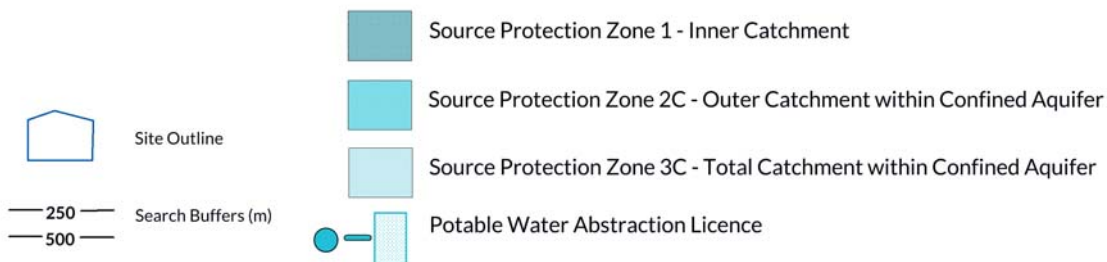 Source Protection Zone 1 - Inner Catchment
Source Protection Zone 2C - Outer Catchment within Confined Aquifer
Site Outline
Source Protection Zone 3C - Total Catchment within Confined Aquifer
250
Search Buffers (m)
500
Potable Water Abstraction Licence